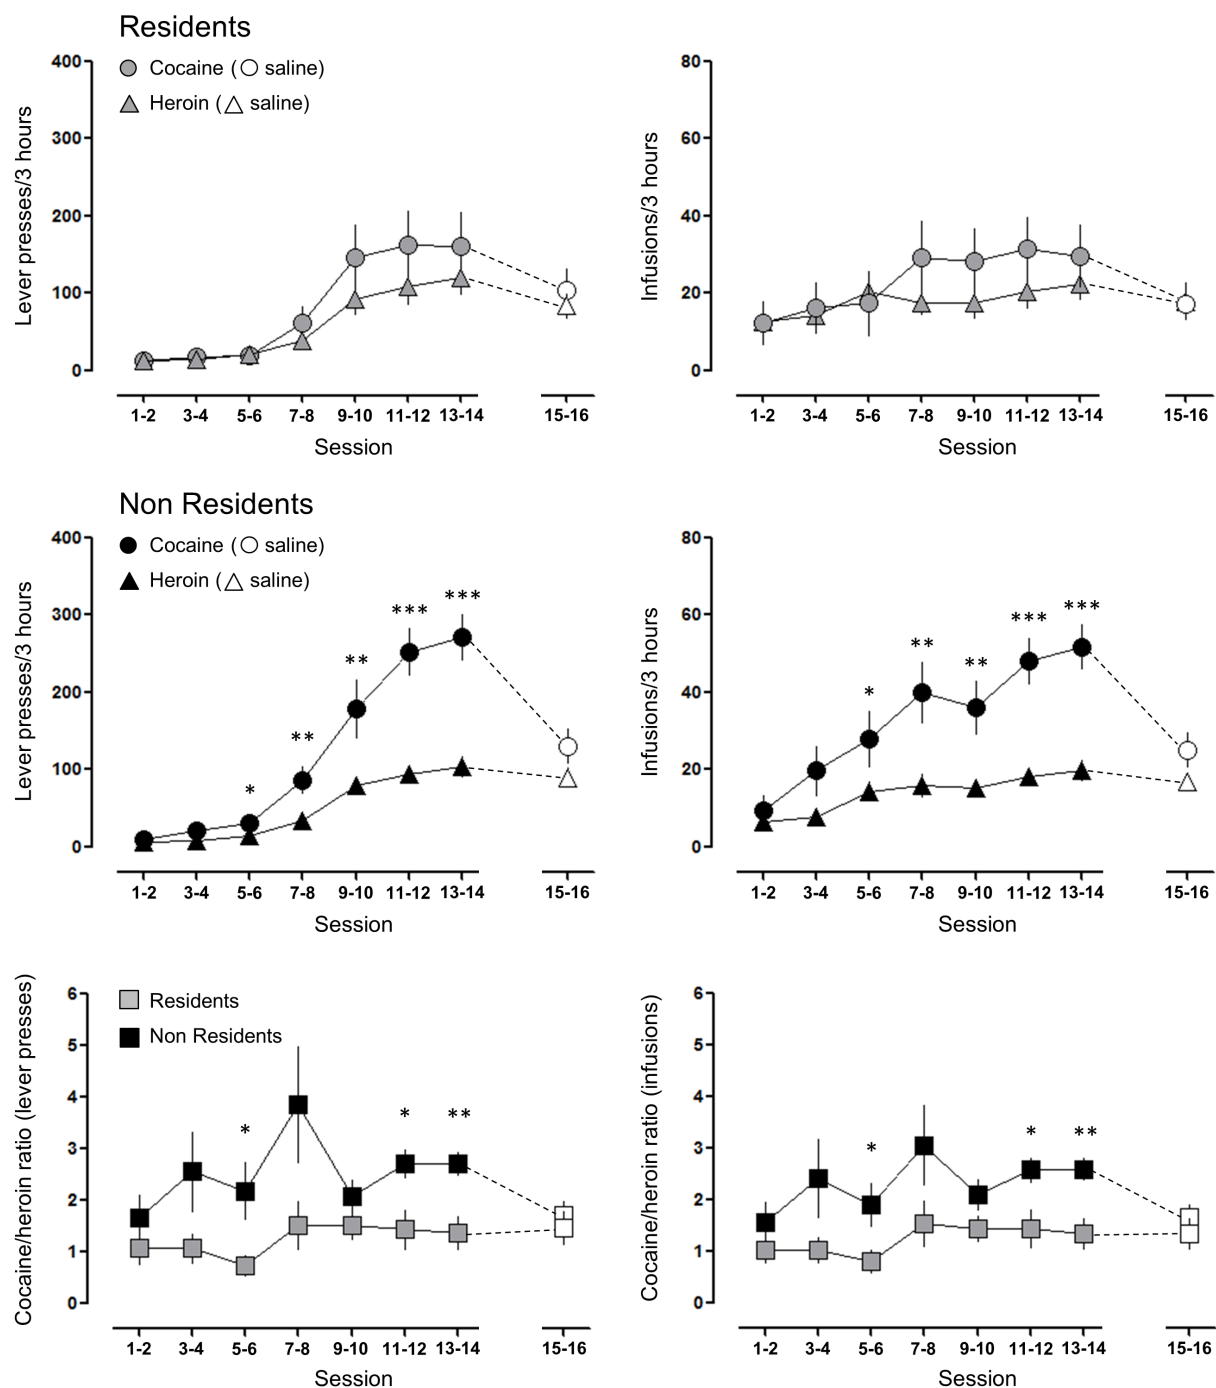 Residents
Cocaine ( saline)
Heroin ( saline)
Lever presses/3 hours
400
300
200
100
0
1-2 3-4 5-6 7-8 9-10 11-12 13-14 15-16
Session
Infusions/3 hours
80
60
40
20
0
1-2 3-4 5-6 7-8 9-10 11-12 13-14 15-16
Session
Non Residents
Cocaine ( saline)
Heroin ( saline)
Lever presses/3 hours
400
300
200
100
0
* ** ** *** ***
1-2 3-4 5-6 7-8 9-10 11-12 13-14 15-16
Session
Infusions/3 hours
80
60
40
20
0
* ** ** *** ***
1-2 3-4 5-6 7-8 9-10 11-12 13-14 15-16
Session
Residents
Non Residents
Cocaine/heroin ratio (lever presses)
6
5
4
3
2
1
0
* * **
1-2 3-4 5-6 7-8 9-10 11-12 13-14 15-16
Session
Cocaine/heroin ratio (infusions)
6
5
4
3
2
1
0
* * **
1-2 3-4 5-6 7-8 9-10 11-12 13-14 15-16
Session